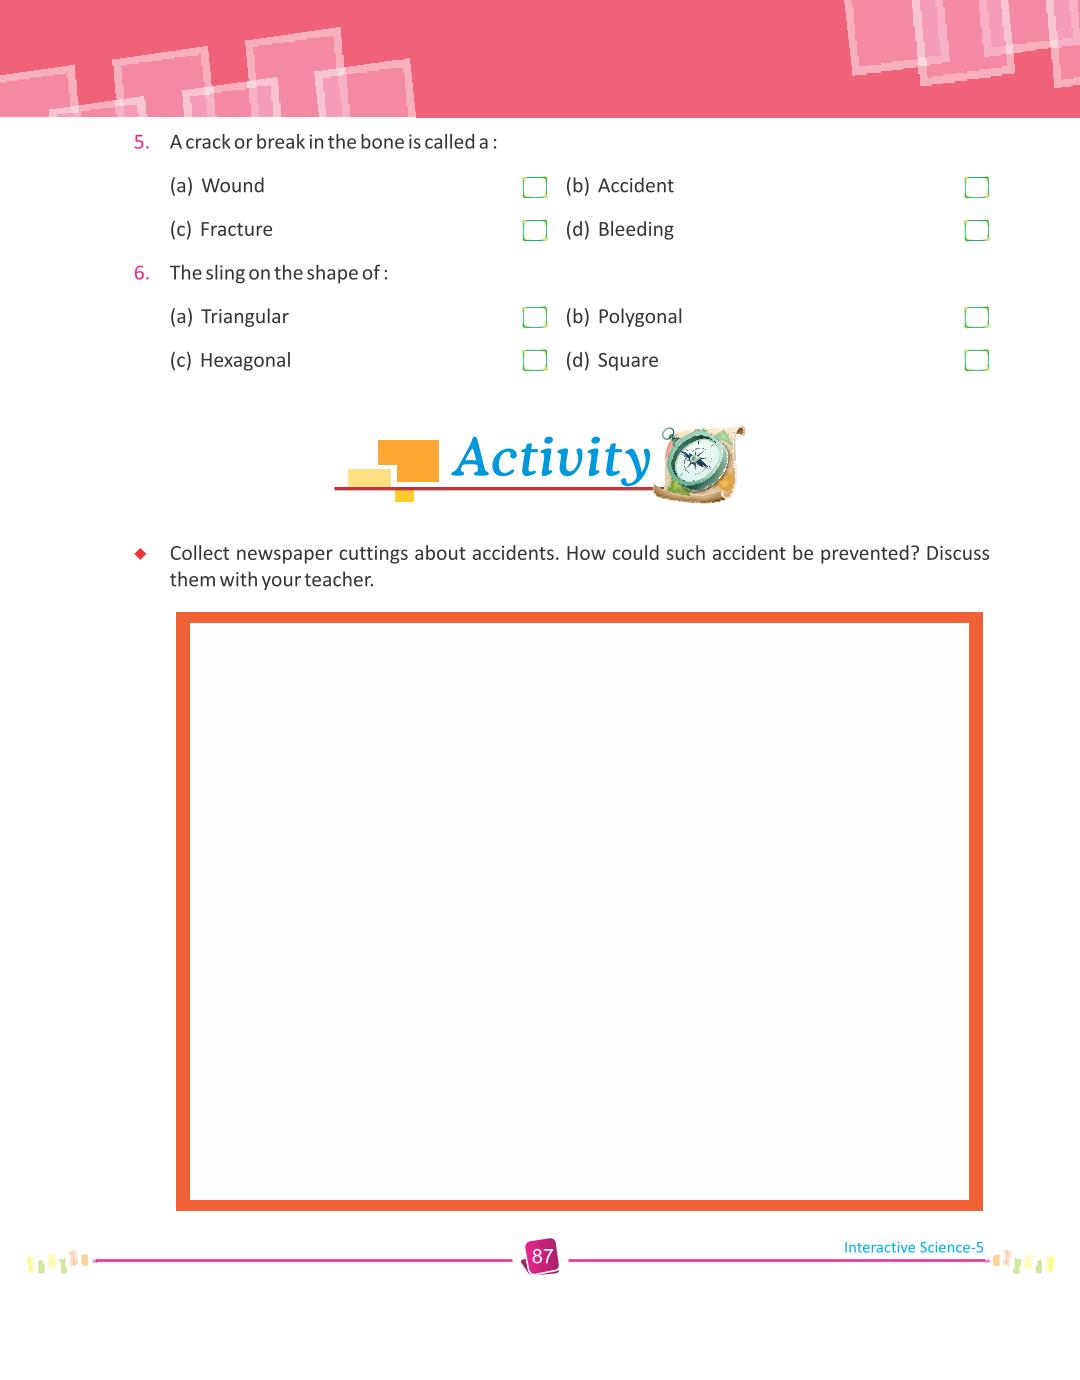 5. A crack or break in the bone is called a :
(a) Wound (b) Accident
(c) Fracture (d) Bleeding
6. The sling on the shape of :
(a) Triangular (b) Polygonal
(c) Hexagonal (d) Square
Activity
Collect newspaper cuttings about accidents. How could such accident be prevented? Discuss
them with your teacher.
87
Interactive Science-5